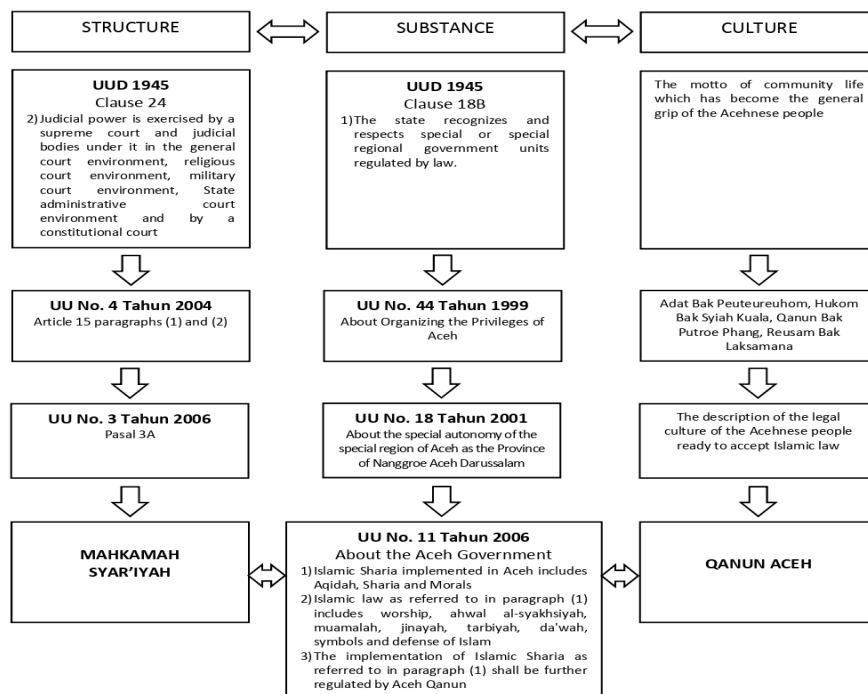 STRUCTURE
SUBSTANCE
CULTURE
UUD 1945
Clause 24
2) Judicial power is exercised by a
supreme court and judicial
bodies under it in the general
court environment, religious
court environment, military
court environment, State
administrative court
environment and by a
constitutional court
UUD 1945
Clause 18B
1) The state recognizes and
respects special or special
regional government units
regulated by law.
The motto of community life
which has become the general
grip of the Acehnese people
UU No. 4 Tahun 2004
Article 15 paragraphs (1) and (2)
UU No. 44 Tahun 1999
About Organizing the Privileges of
Aceh
Adat Bak Peuteureuhom, Hukom
Bak Syiah Kuala, Qanun Bak
Putroe Phang, Reusam Bak
Laksamana
UU No. 3 Tahun 2006
Pasal 3A
UU No. 18 Tahun 2001
About the special autonomy of the
special region of Aceh as the Province
of Nanggroe Aceh Darussalam
The description of the legal
culture of the Acehnese people
ready to accept Islamic law
MAHKAMAH
SYAR'IYAH
UU No. 11 Tahun 2006
About the Aceh Government
1) Islamic Sharia implemented in Aceh includes
Aqidah, Sharia and Morals
2) Islamic law as referred to in paragraph (1)
includes worship, ahwal al-syakhsiyah,
muamalah, jinayah, tarbiyah, da'wah,
symbols and defense of Islam
3) The implementation of Islamic Sharia as
referred to in paragraph (1) shall be further
regulated by Aceh Qanun
QANUN ACEH